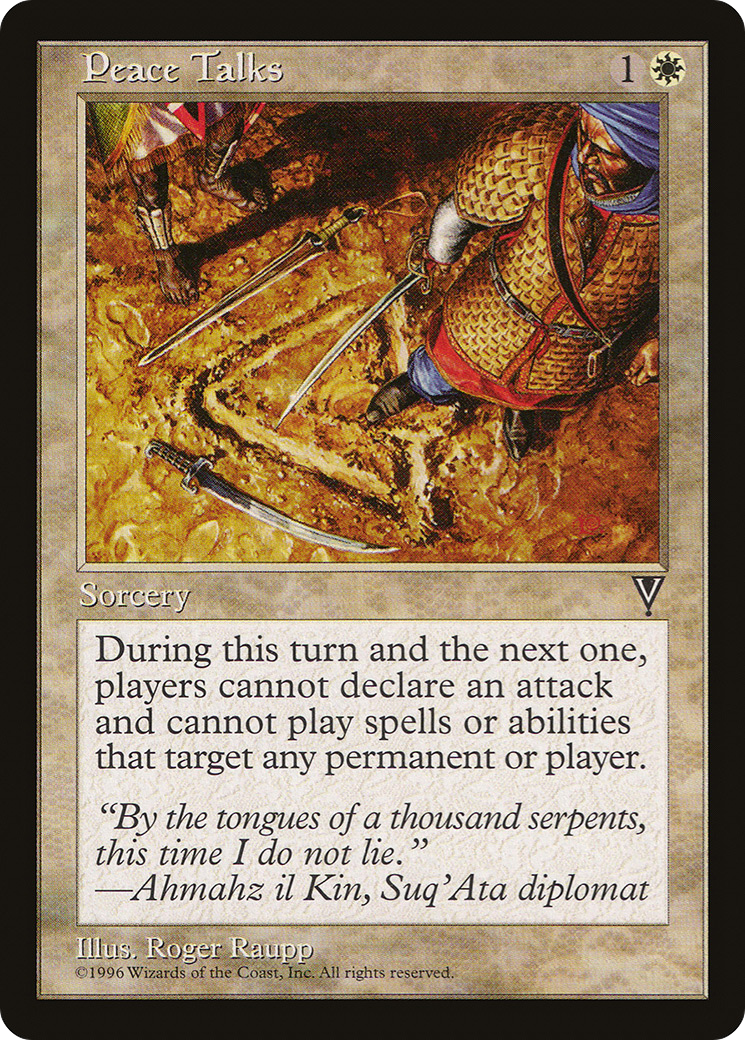 Peace Talks 1
Sorcery V
During this turn and the next one,
players cannot declare an attack
and cannot play spells or abilities
that target any permanent or player.
“By the tongues of a thousand serpents,
this time I do not lie.”
—Ahmahz il Kin, Suq’Ata diplomat
Illus. Roger Raupp
©1996 Wizards of the Coast, Inc. All rights reserved.